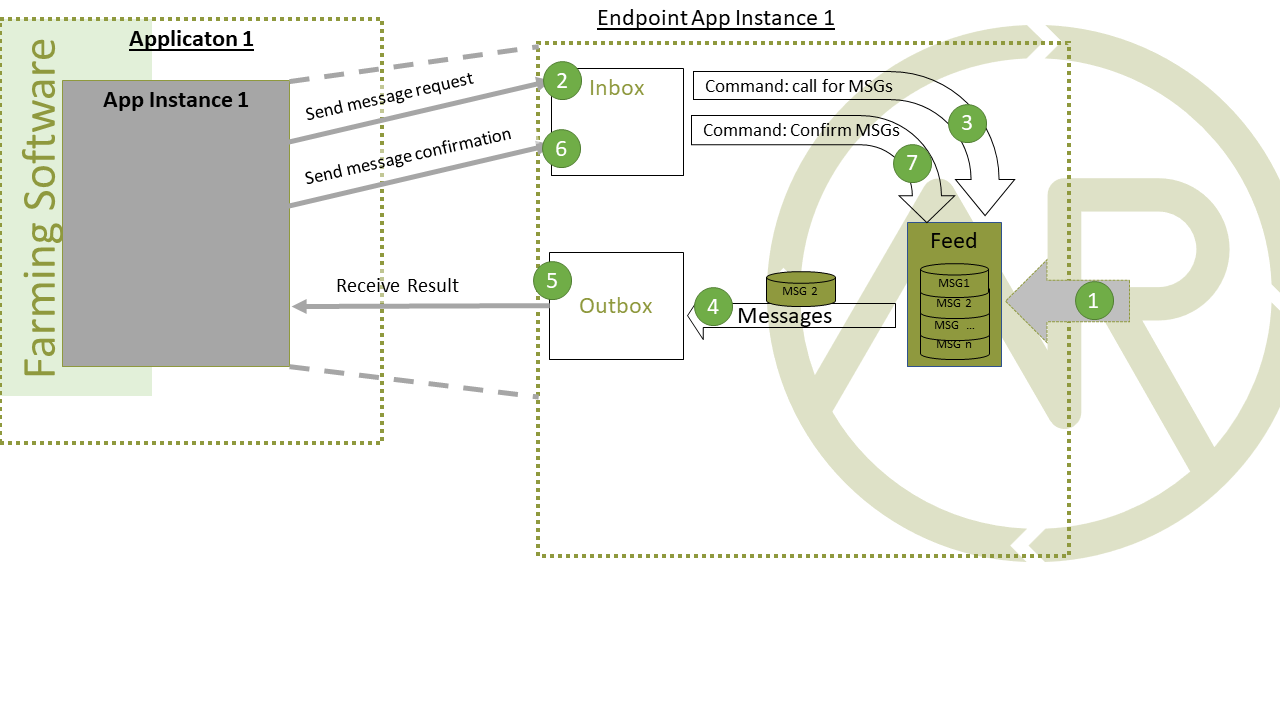 Endpoint App Instance 1
Applicaton 1
Farming Software
App Instance 1
Send message request
Send message confirmation
Receive Result
2
Inbox
6
Command: call for MSGs
3
Command: Confirm MSGs
7
5
Outbox
4
MSG 2
Messages
Feed
MSG1
MSG 2
MSG ...
MSG n
1
AR